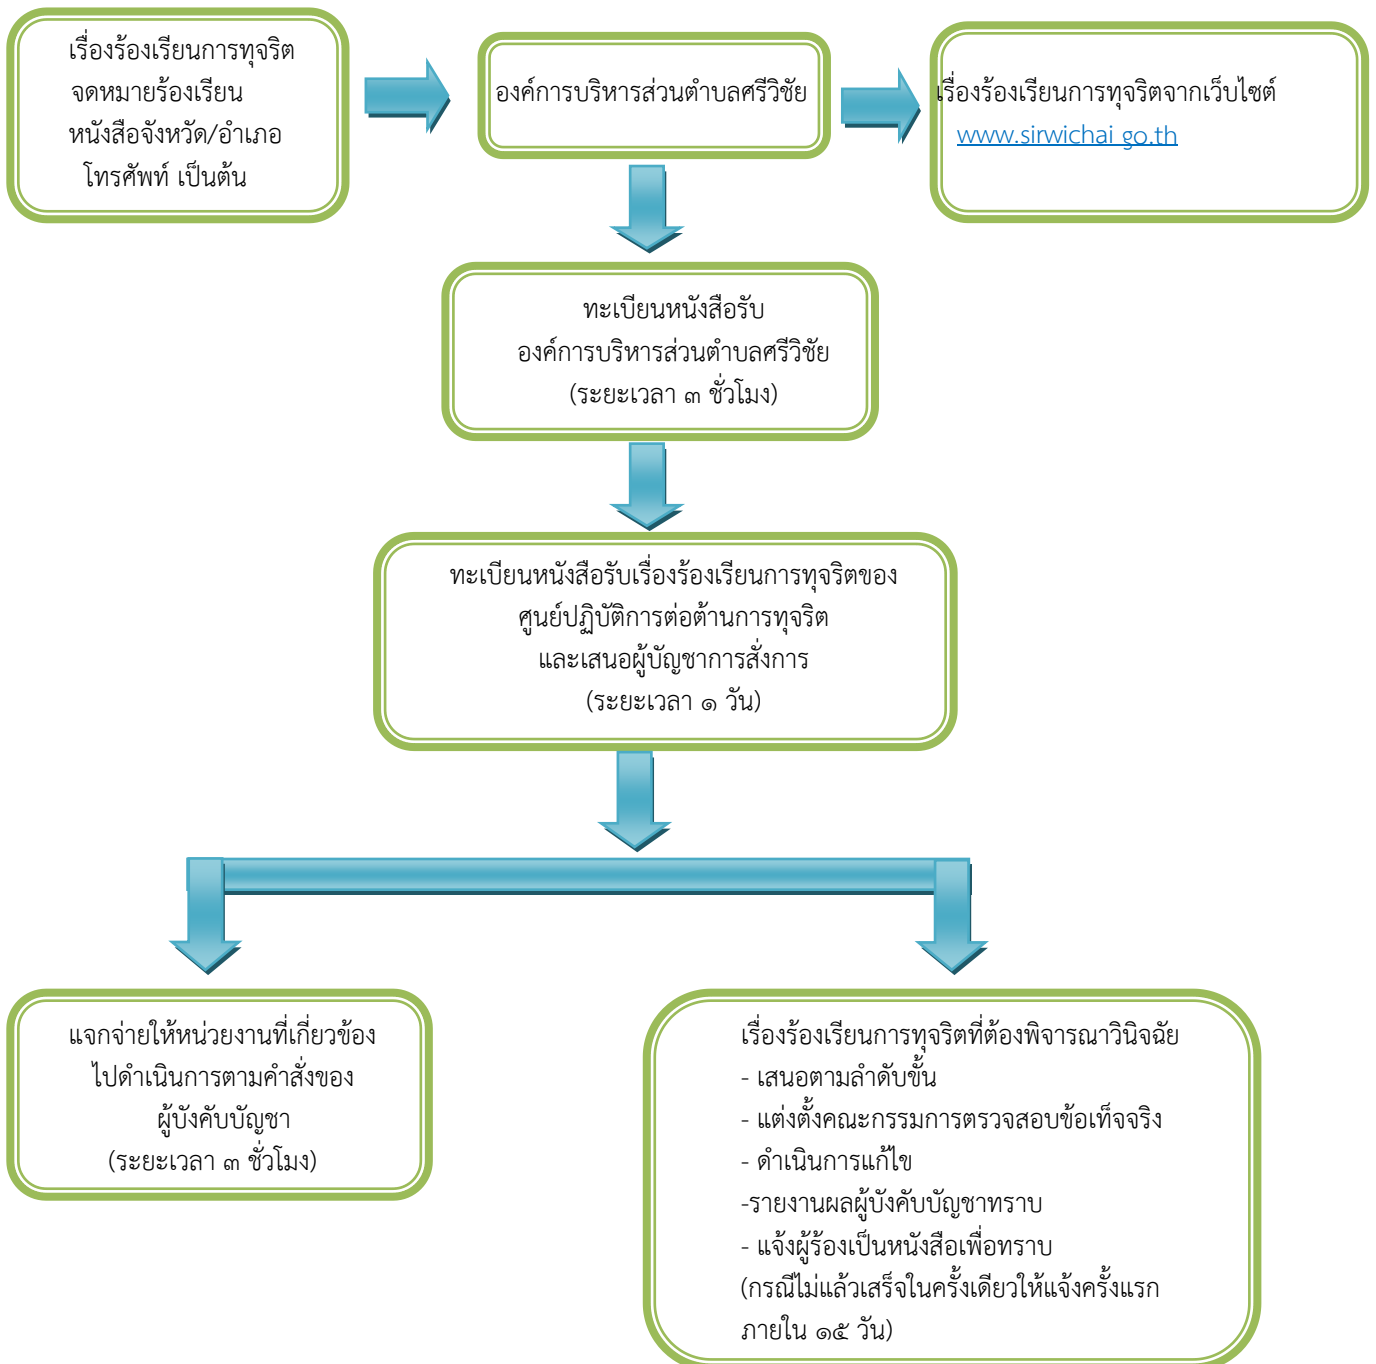 เรื่องร้องเรียนการทุจริต
จดหมายร้องเรียน
หนังสือจังหวัด/อำเภอ
โทรศัพท์ เป็นต้น
องค์การบริหารส่วนตำบลศรีวิชัย
เรื่องร้องเรียนการทุจริตจากเว็บไซต์
www.sirwichai go.th
ทะเบียนหนังสือรับ
องค์การบริหารส่วนตำบลศรีวิชัย
(ระยะเวลา ๓ ชั่วโมง)
ทะเบียนหนังสือรับเรื่องร้องเรียนการทุจริตของ
ศูนย์ปฏิบัติการต่อต้านการทุจริต
และเสนอผู้บัญชาการสั่งการ
(ระยะเวลา ๑ วัน)
แจกจ่ายให้หน่วยงานที่เกี่ยวข้อง
ไปดำเนินการตามคำสั่งของ
ผู้บังคับบัญชา
(ระยะเวลา ๓ ชั่วโมง)
เรื่องร้องเรียนการทุจริตที่ต้องพิจารณาวินิจฉัย
- เสนอตามลำดับขั้น
- แต่งตั้งคณะกรรมการตรวจสอบข้อเท็จจริง
- ดำเนินการแก้ไข
-รายงานผลผู้บังคับบัญชาทราบ
- แจ้งผู้ร้องเป็นหนังสือเพื่อทราบ
(กรณีไม่แล้วเสร็จในครั้งเดียวให้แจ้งครั้งแรก
ภายใน ๑๕ วัน)